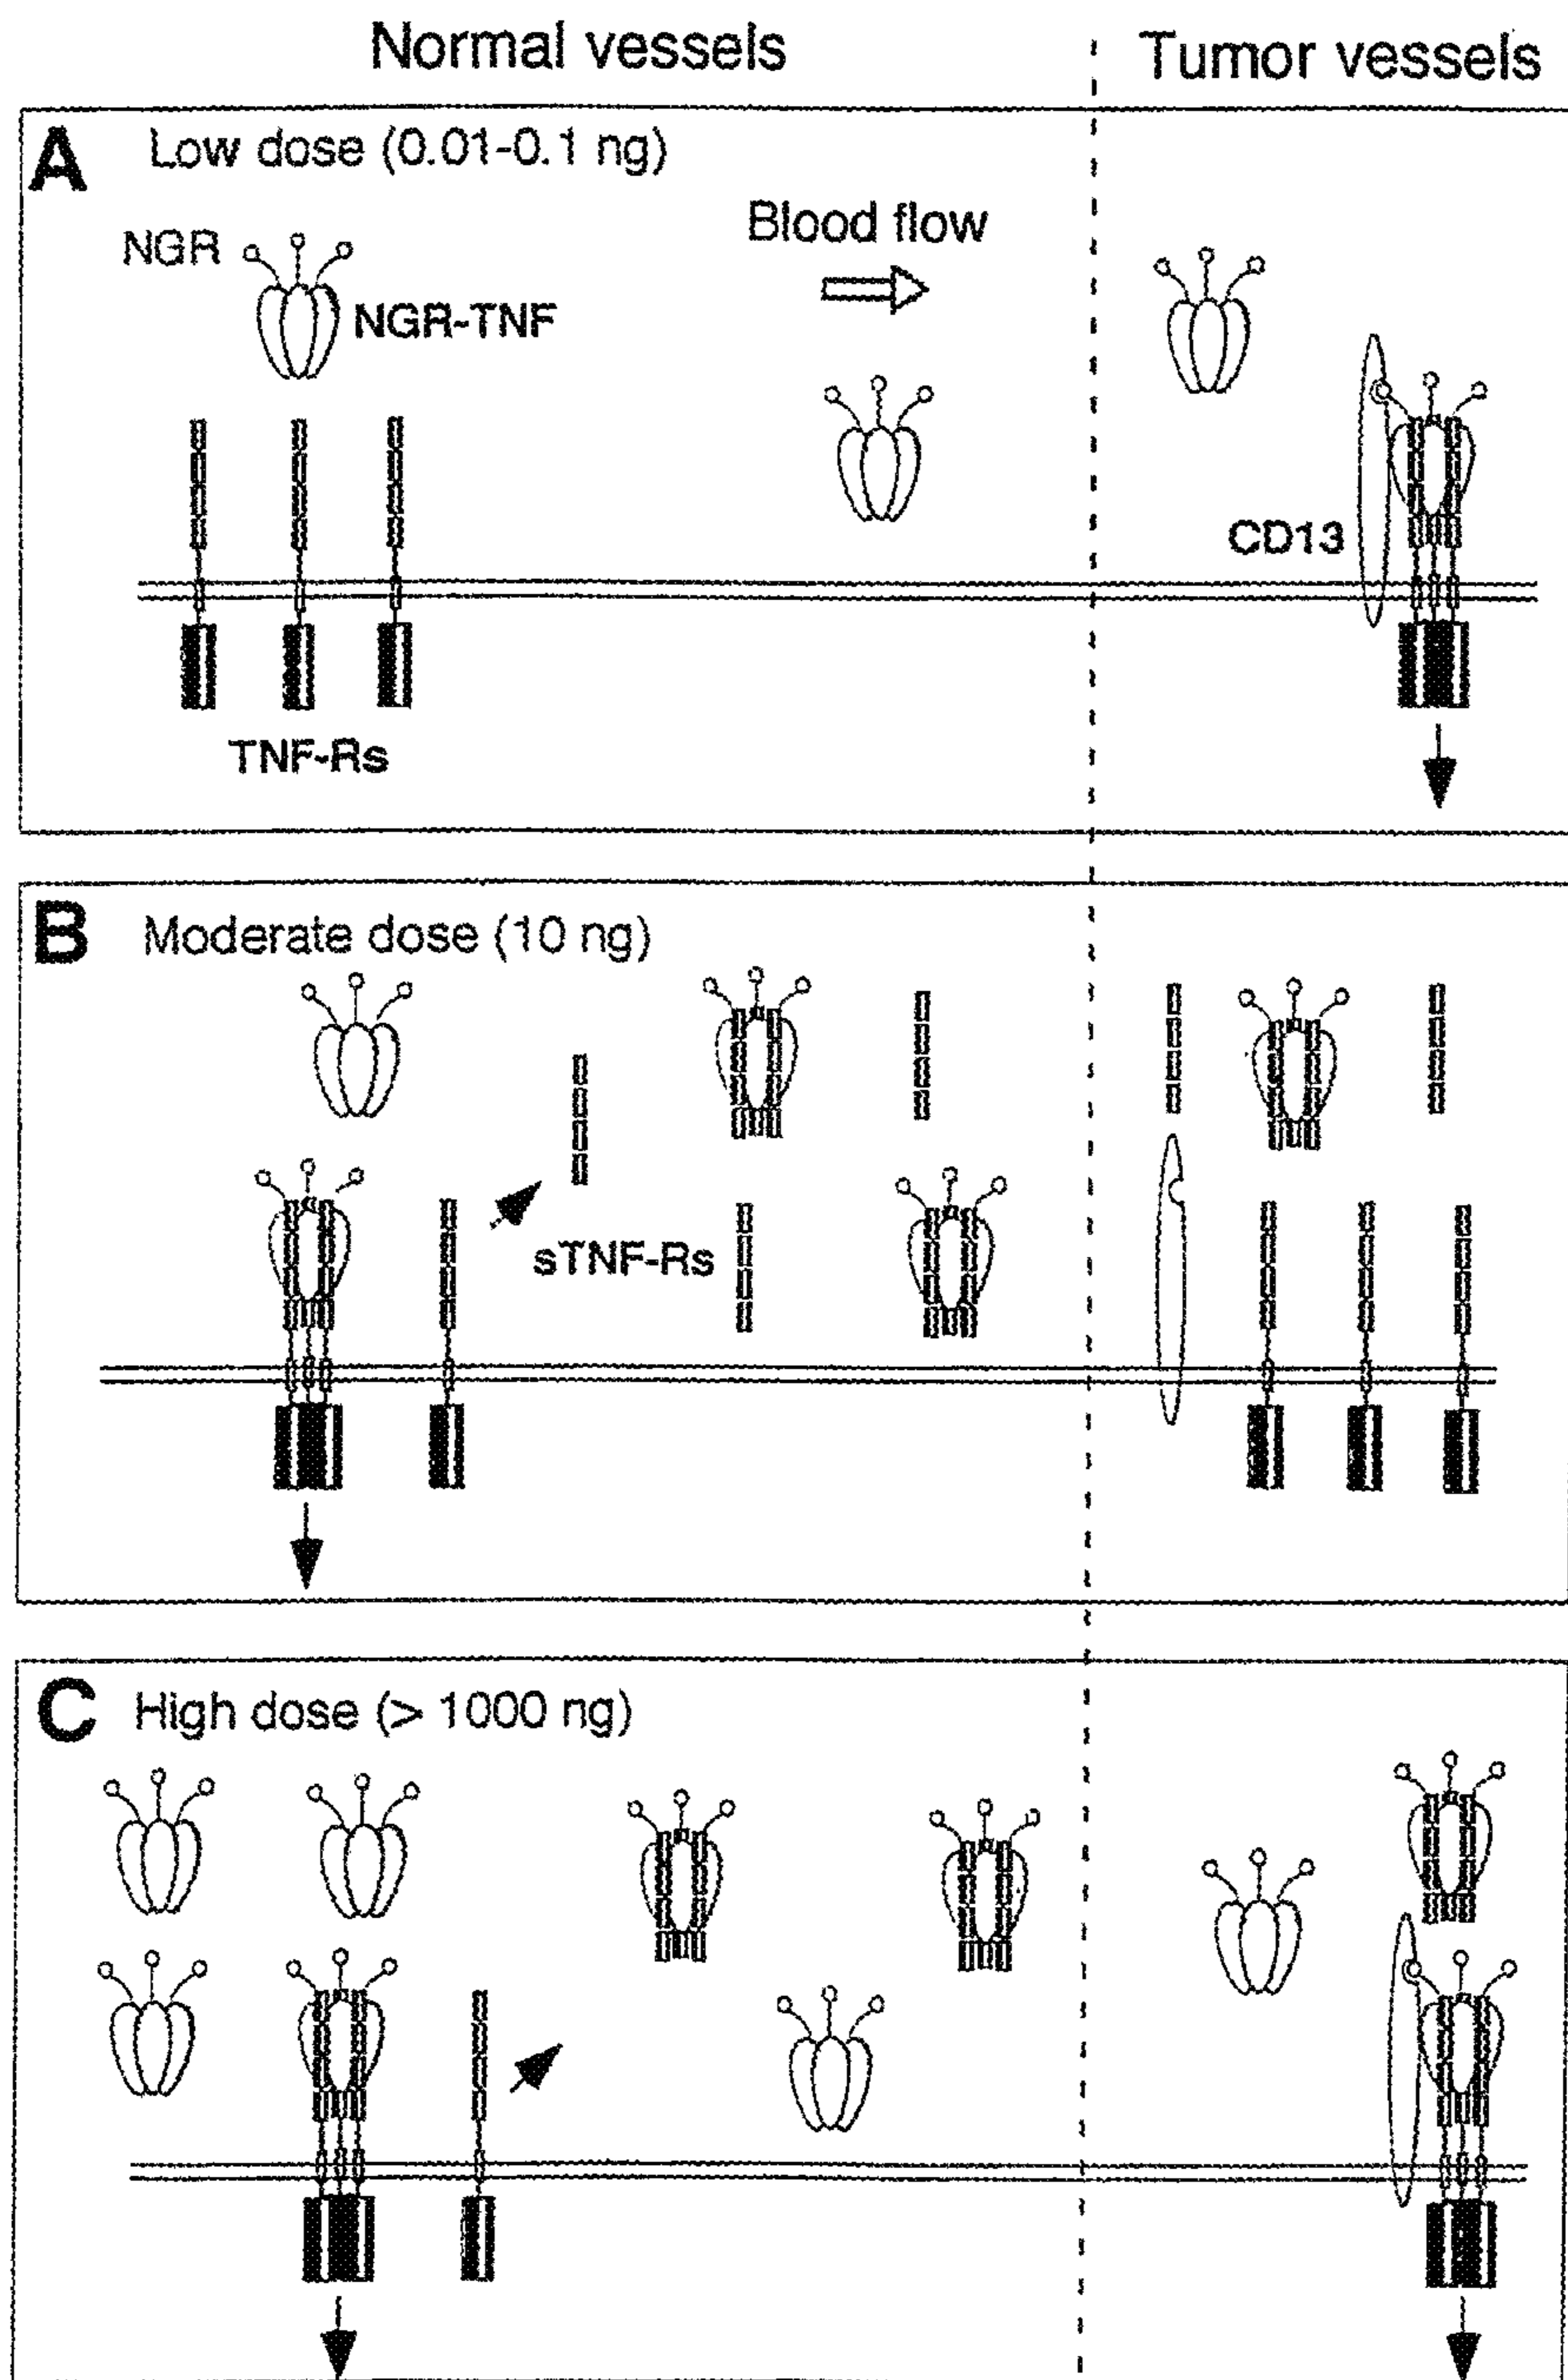 Normal vessels
Tumor vessels
A
Low dose (0.01-0.1 ng)
Blood flow
NGR
NGR-TNF
CD13
TNF-Rs
B
Moderate dose (10 ng)
sTNF-Rs
C
High dose (> 1000 ng)